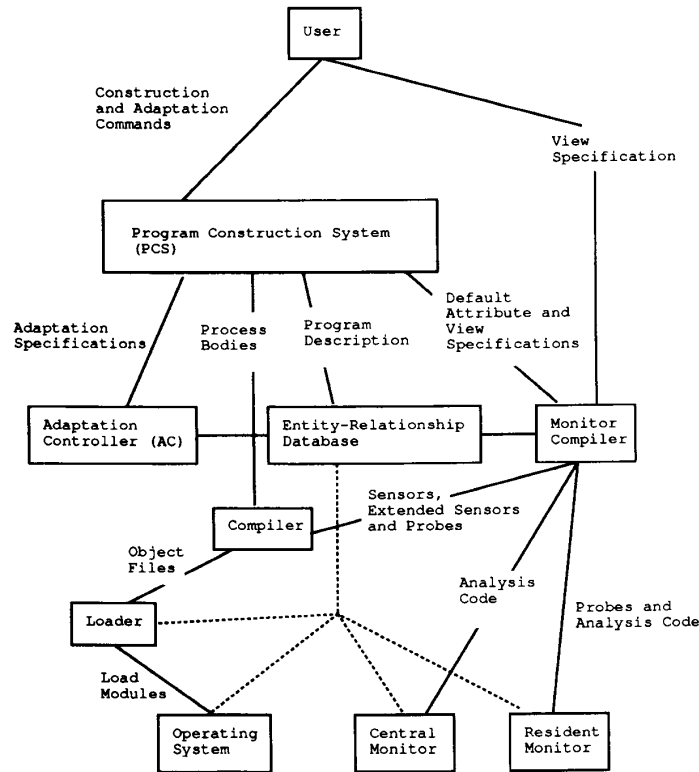 User
Construction
and Adaptation
Commands
View
Specification
Program Construction System
(PCS)
Adaptation
Specifications
Process
Bodies
Program
Description
Default
Attribute and
View
Specifications
Adaptation
Controller (AC)
Entity-Relationship
Database
Monitor
Compiler
Sensors,
Extended Sensors
and Probes
Compiler
Object
Files
Analysis
Code
Probes and
Analysis Code
Loader
Load
Modules
Operating
System
Central
Monitor
Resident
Monitor